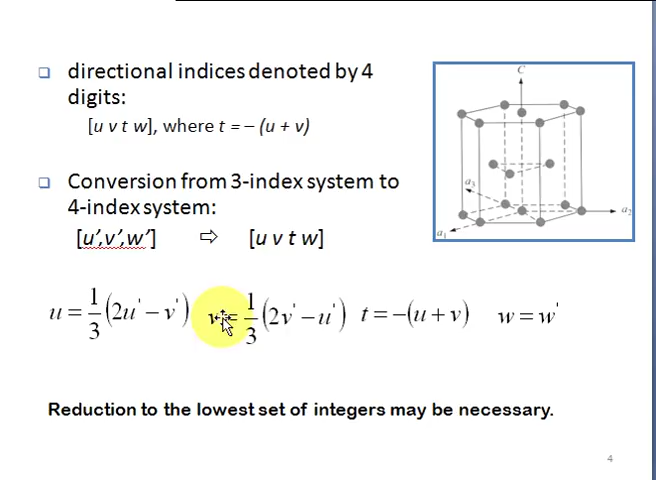 directional indices denoted by 4
digits:
[u v t w], where t = – (u + v)
Conversion from 3-index system to
4-index system:
[u′,v′,w′] ⇨ [u v t w]
C
a3
a2
a1
u = 1/3 (2u' − v') v = 1/3 (2v' − u') t = −(u + v) w = w'
Reduction to the lowest set of integers may be necessary.
4